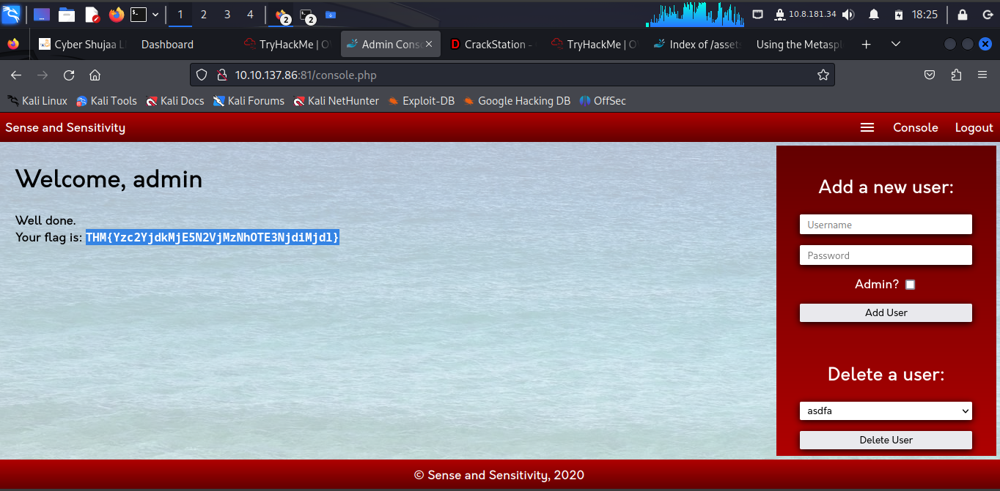 1 2 3 4 2 2 10.8.181.34 18:25
Cyber Shujaa Dashboard TryHackMe | O Admin Cons CrackStation - TryHackMe | O Index of /asset Using the Metaspl
10.10.137.86:81/console.php
Kali Linux Kali Tools Kali Docs Kali Forums Kali NetHunter Exploit-DB Google Hacking DB OffSec
Sense and Sensitivity Console Logout
Welcome, admin
Well done.
Your flag is: THM{Yzc2YjdkMjE5N2VjMzNhOTE3NjdiMjdl}
Add a new user:
Username
Password
Admin?
Add User
Delete a user:
asdfa
Delete User
© Sense and Sensitivity, 2020